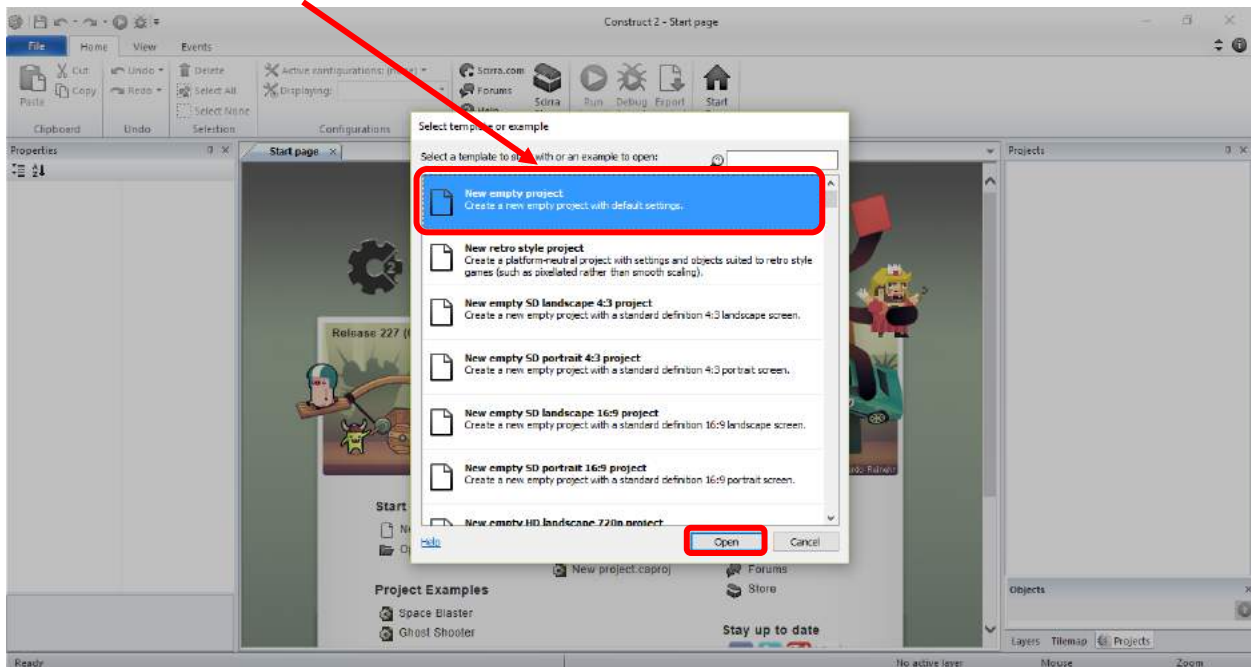 Construct 2 - Start page
File Home View Events
Cut
Copy
Paste
Clipboard
Undo
Redo
Undo
Delete
Select All
Select None
Selection
Active configurations:
Displaying:
Configurations
Scirra.com
Forums
Help
Scirra
Run
Debug
Export
Start
Properties
Start page
Projects
Select template or example
Select a template to start with or an example to open:
New empty project
Create a new empty project with default settings.
New retro style project
Create a platform-neutral project with settings and objects suited to retro style
games (such as pixellated rather than smooth scaling).
New empty SD landscape 4:3 project
Create a new empty project with a standard definition 4:3 landscape screen.
New empty SD portrait 4:3 project
Create a new empty project with a standard definition 4:3 portrait screen.
New empty SD landscape 16:9 project
Create a new empty project with a standard definition 16:9 landscape screen.
New empty SD portrait 16:9 project
Create a new empty project with a standard definition 16:9 portrait screen.
New empty HD landscape 720p project
Help
Open
Cancel
Release 227
Start
New project.caproj
Forums
Store
Project Examples
Space Blaster
Ghost Shooter
Stay up to date
Objects
Layers Tilemap Projects
Ready
No active layer
Mouse
Zoom